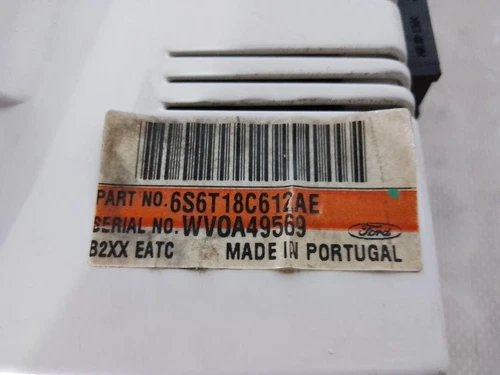 PART NO.6S6T18C612AE
SERIAL NO.WV0A49569
Ford
B2XX EATC MADE IN PORTUGAL